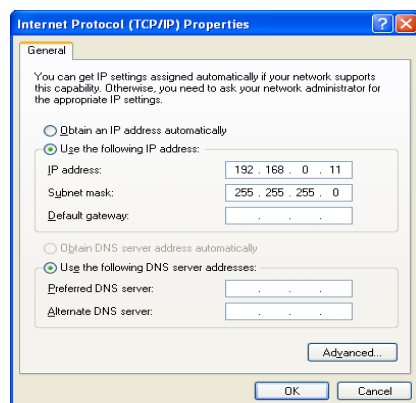 Internet Protocol (TCP/IP) Properties
General
You can get IP settings assigned automatically if your network supports
this capability. Otherwise, you need to ask your network administrator for
the appropriate IP settings.
Obtain an IP address automatically
Use the following IP address:
IP address: 192 . 168 . 0 . 11
Subnet mask: 255 . 255 . 255 . 0
Default gateway: . . .
Obtain DNS server address automatically
Use the following DNS server addresses:
Preferred DNS server: . . .
Alternate DNS server: . . .
Advanced...
OK Cancel